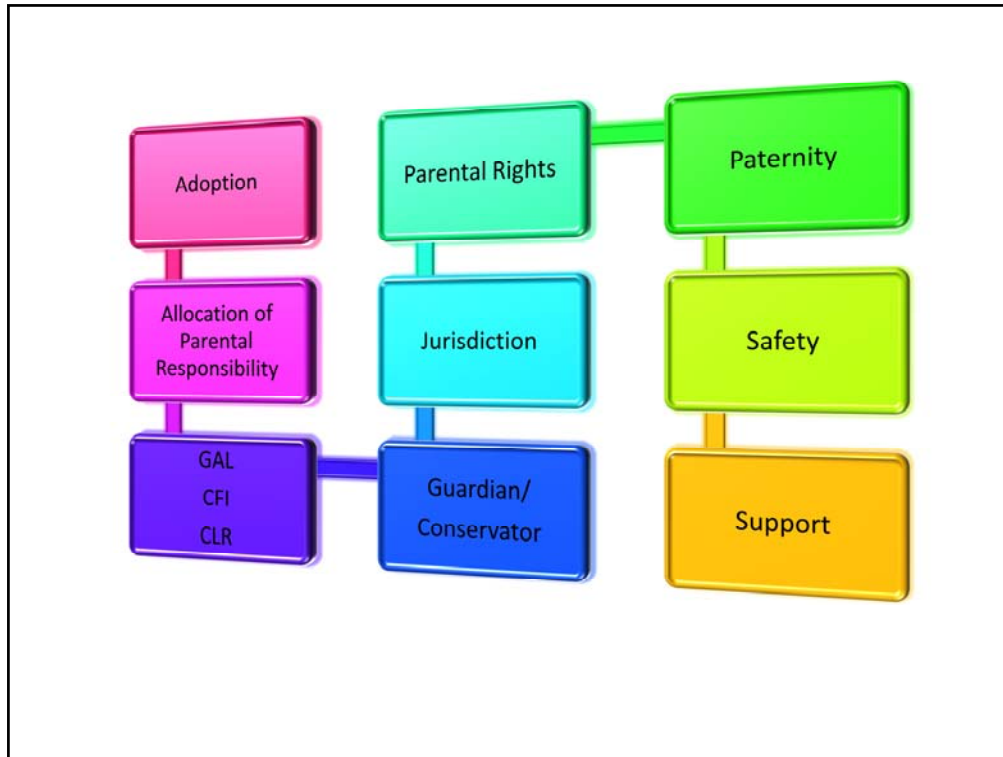 Adoption
Allocation of
Parental
Responsibility
GAL
CFI
CLR
Guardian/
Conservator
Jurisdiction
Parental Rights
Paternity
Safety
Support